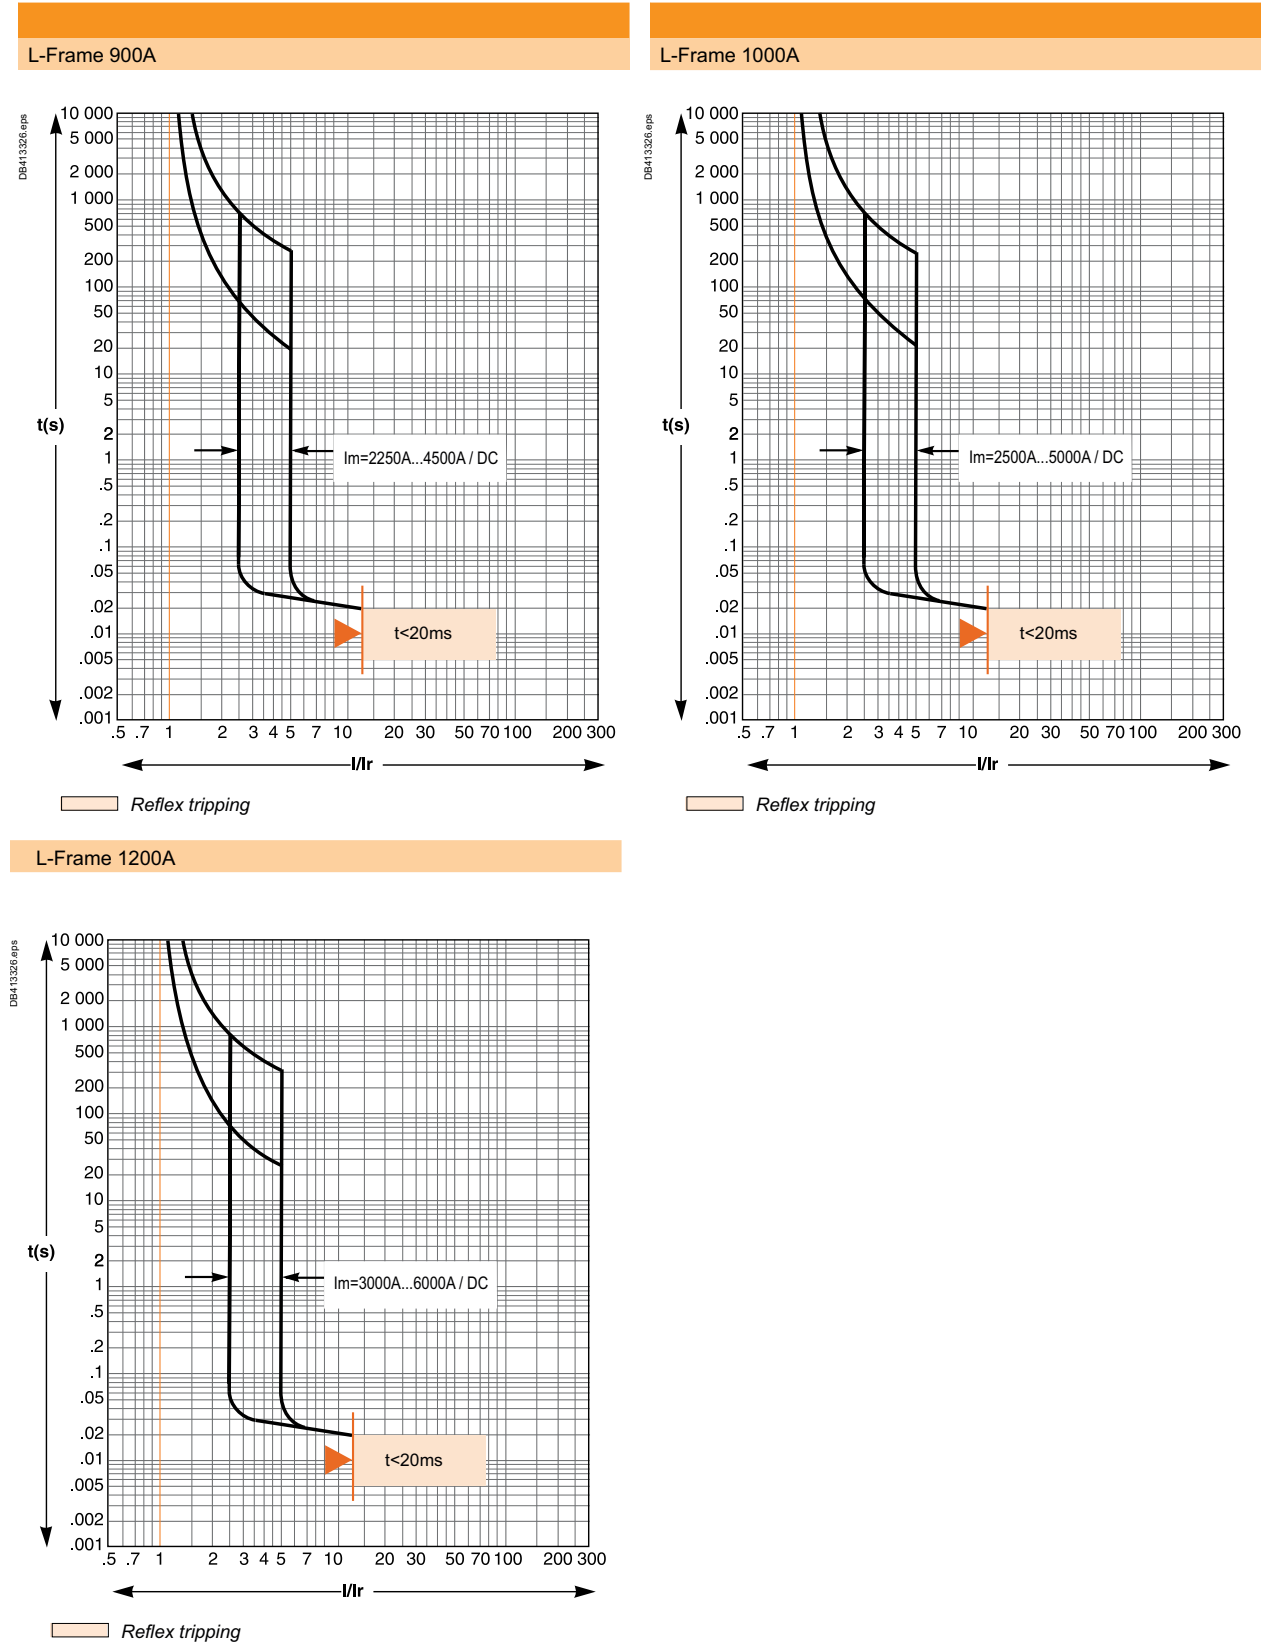 L-Frame 900A
DB413326.eps
10 000
5 000
2 000
1 000
500
200
100
50
20
10
5
2
1
.5
.2
.1
.05
.02
.01
.005
.002
.001
t(s)
Im=2250A...4500A / DC
t<20ms
.5 .7 1 2 3 4 5 7 10 20 30 50 70 100 200 300
I/Ir
Reflex tripping
L-Frame 1000A
DB413326.eps
10 000
5 000
2 000
1 000
500
200
100
50
20
10
5
2
1
.5
.2
.1
.05
.02
.01
.005
.002
.001
t(s)
Im=2500A...5000A / DC
t<20ms
.5 .7 1 2 3 4 5 7 10 20 30 50 70 100 200 300
I/Ir
Reflex tripping
L-Frame 1200A
DB413326.eps
10 000
5 000
2 000
1 000
500
200
100
50
20
10
5
2
1
.5
.2
.1
.05
.02
.01
.005
.002
.001
t(s)
Im=3000A...6000A / DC
t<20ms
.5 .7 1 2 3 4 5 7 10 20 30 50 70 100 200 300
I/Ir
Reflex tripping